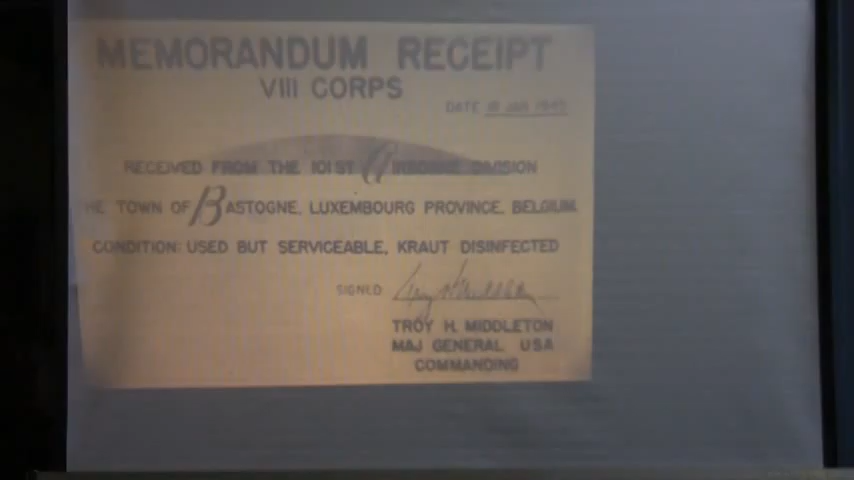 MEMORANDUM RECEIPT
VIII CORPS
DATE 18 JAN 1945
RECEIVED FROM THE 101ST AIRBORNE DIVISION
THE TOWN OF BASTOGNE, LUXEMBOURG PROVINCE, BELGIUM.
CONDITION: USED BUT SERVICEABLE, KRAUT DISINFECTED
SIGNED
TROY H. MIDDLETON
MAJ GENERAL USA
COMMANDING